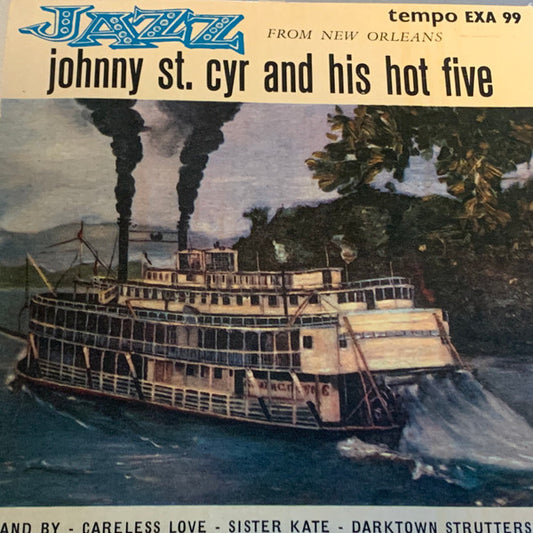 JAZZ
FROM NEW ORLEANS
tempo EXA 99
johnny st. cyr and his hot five
AND BY - CARELESS LOVE - SISTER KATE - DARKTOWN STRUTTERS